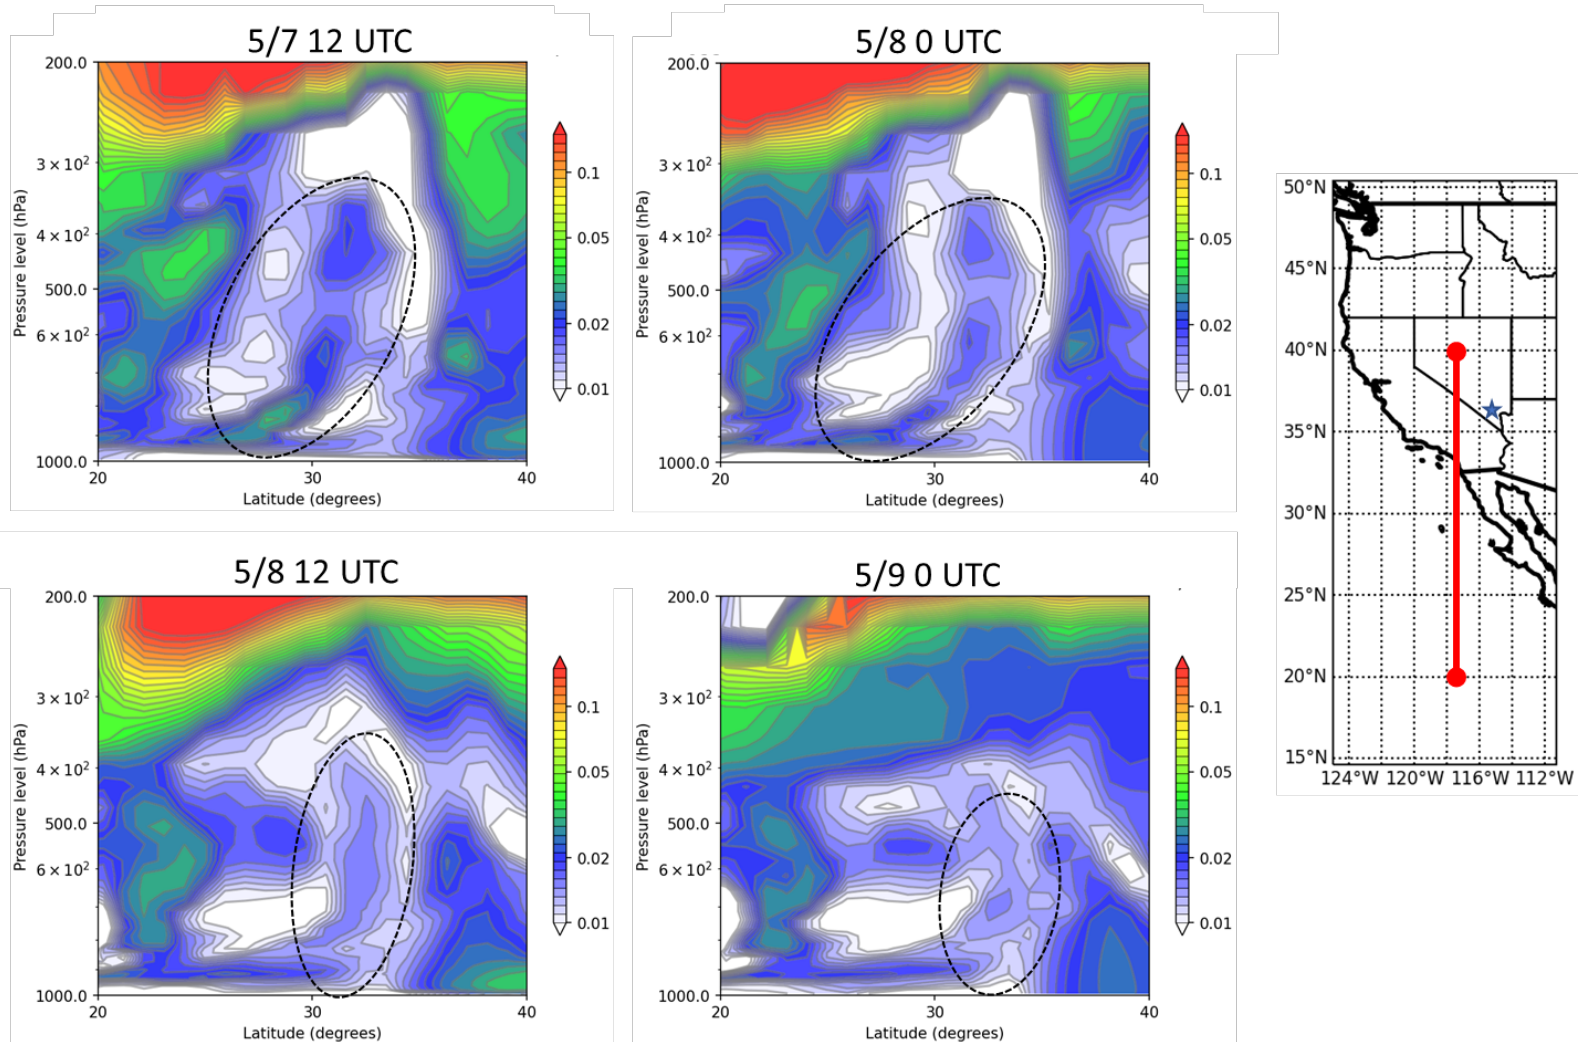 5/7 12 UTC
200.0
3 × 10²
4 × 10²
500.0
6 × 10²
1000.0
Pressure level (hPa)
20
30
40
Latitude (degrees)
0.1
0.05
0.02
0.01
5/8 0 UTC
200.0
3 × 10²
4 × 10²
500.0
6 × 10²
1000.0
Pressure level (hPa)
20
30
40
Latitude (degrees)
0.1
0.05
0.02
0.01
50°N
45°N
40°N
35°N
30°N
25°N
20°N
15°N
124°W 120°W 116°W 112°W
5/8 12 UTC
200.0
3 × 10²
4 × 10²
500.0
6 × 10²
1000.0
Pressure level (hPa)
20
30
40
Latitude (degrees)
0.1
0.05
0.02
0.01
5/9 0 UTC
200.0
3 × 10²
4 × 10²
500.0
6 × 10²
1000.0
Pressure level (hPa)
20
30
40
Latitude (degrees)
0.1
0.05
0.02
0.01